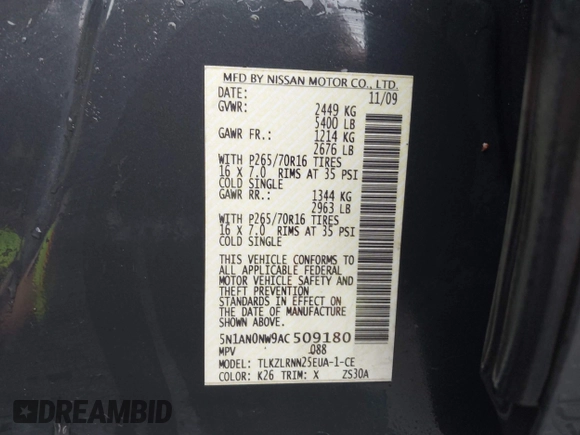 MFD BY NISSAN MOTOR CO., LTD.
DATE: 11/09
GVWR: 2449 KG
5400 LB
GAWR FR.: 1214 KG
2676 LB
WITH P265/70R16 TIRES
16 X 7.0 RIMS AT 35 PSI
COLD SINGLE
GAWR RR.: 1344 KG
2963 LB
WITH P265/70R16 TIRES
16 X 7.0 RIMS AT 35 PSI
COLD SINGLE
THIS VEHICLE CONFORMS TO
ALL APPLICABLE FEDERAL
MOTOR VEHICLE SAFETY
AND THEFT PREVENTION
STANDARDS IN EFFECT ON
THE DATE OF MANUFACTURE
SHOWN ABOVE.
5N1AN0NW9AC 509180
MPV 088
MODEL: TLKZLRNN25EUA-1-CE
COLOR: K26 TRIM: X ZS30A
DREAMBID
.COM